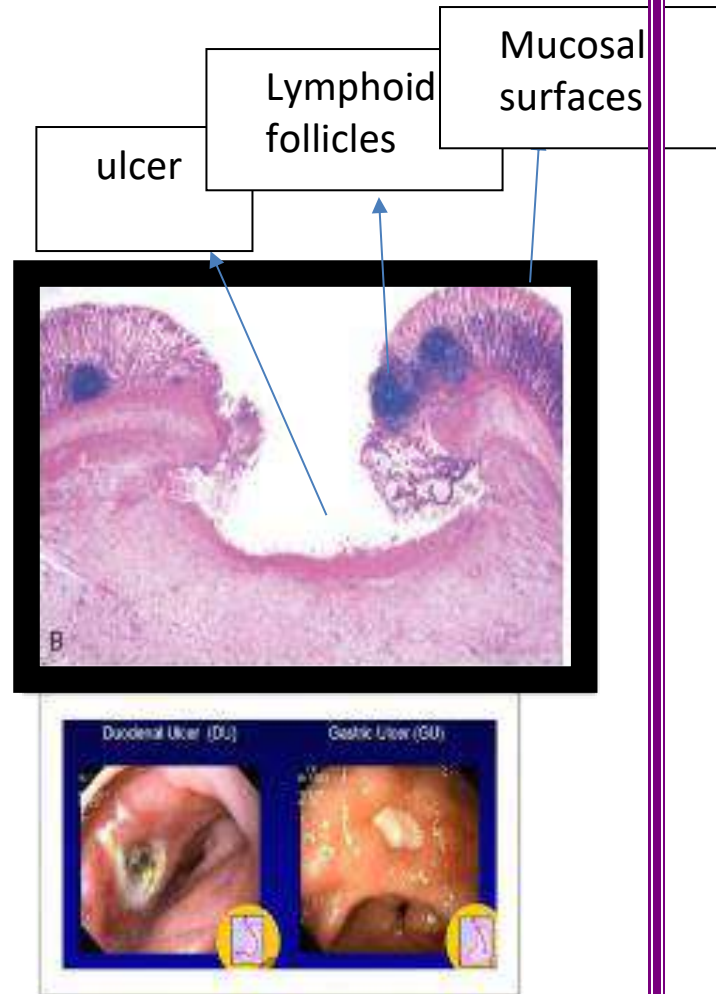 Mucosal
surfaces
Lymphoid
follicles
ulcer
B
Duodenal Ulcer (DU)
Gastric Ulcer (GU)